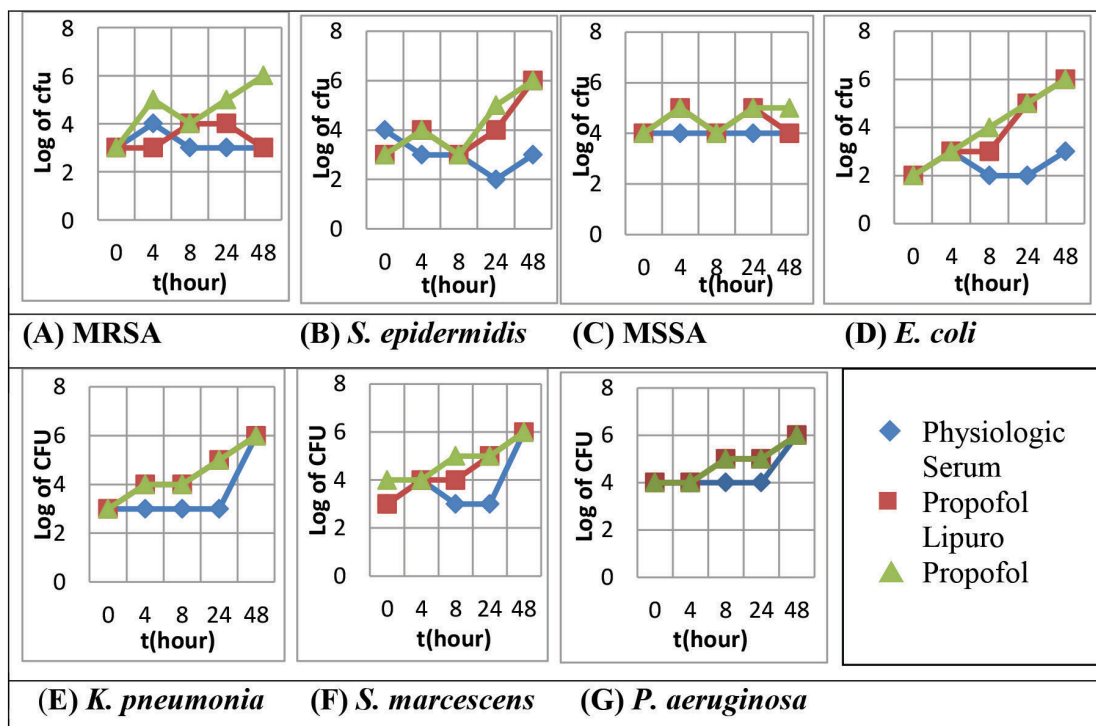 8
6
4
2
0
Log of cfu
0 4 8 24 48
t(hour)
8
6
4
2
0
Log of cfu
0 4 8 24 48
t(hour)
8
6
4
2
0
Log of cfu
0 4 8 24 48
t(hour)
8
6
4
2
0
Log of cfu
0 4 8 24 48
t(hour)
(A) MRSA
(B) S. epidermidis
(C) MSSA
(D) E. coli
8
6
4
2
0
Log of CFU
0 4 8 24 48
t(hour)
8
6
4
2
0
Log of CFU
0 4 8 24 48
t(hour)
8
6
4
2
0
Log of CFU
0 4 8 24 48
t(hour)
Physiologic
Serum
Propofol
Lipuro
Propofol
(E) K. pneumonia
(F) S. marcescens
(G) P. aeruginosa